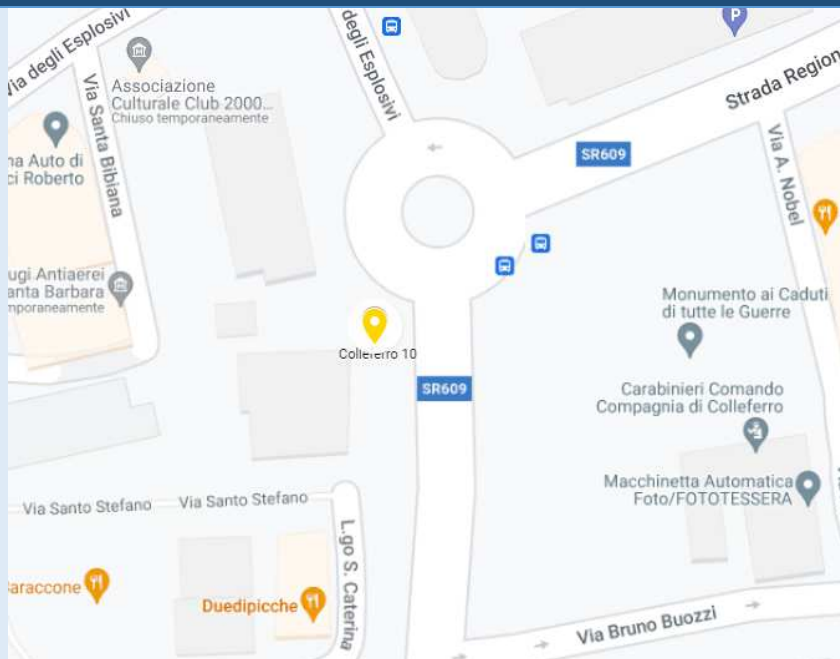 Via degli Esplosivi
degli Esplosivi
P
Associazione
Culturale Club 2000...
Chiuso temporaneamente
Via Santa Bibiana
Strada Region
SR609
Via A. Nobel
na Auto di
ci Roberto
ugi Antiaerei
anta Barbara
mporaneamente
Monumento ai Caduti
di tutte le Guerre
Colleferro 10
SR609
Carabinieri Comando
Compagnia di Colleferro
Macchinetta Automatica
Foto/FOTOTESSERA
Via Santo Stefano
Via Santo Stefano
L.go S. Caterina
araccone
Duedipicche
Via Bruno Buozzi